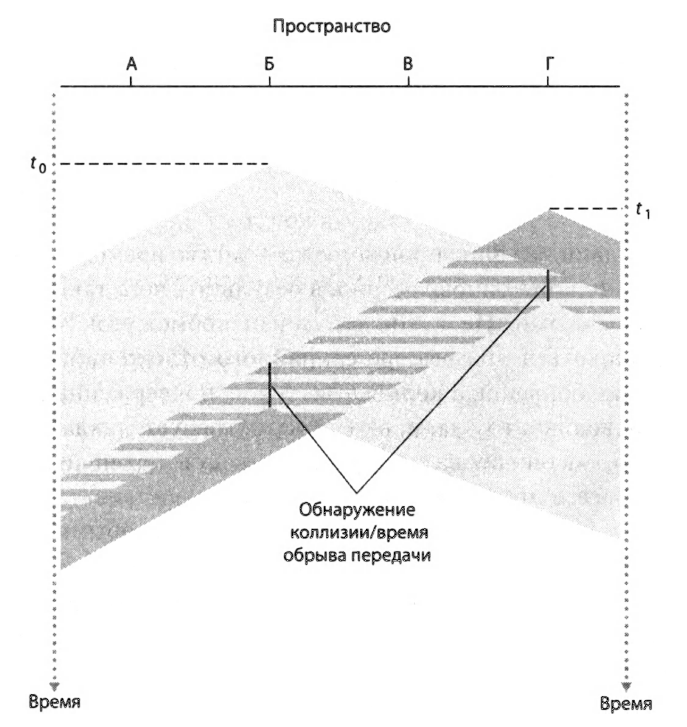 Пространство
А Б В Г
t0
t1
Обнаружение
коллизии/время
обрыва передачи
Время Время